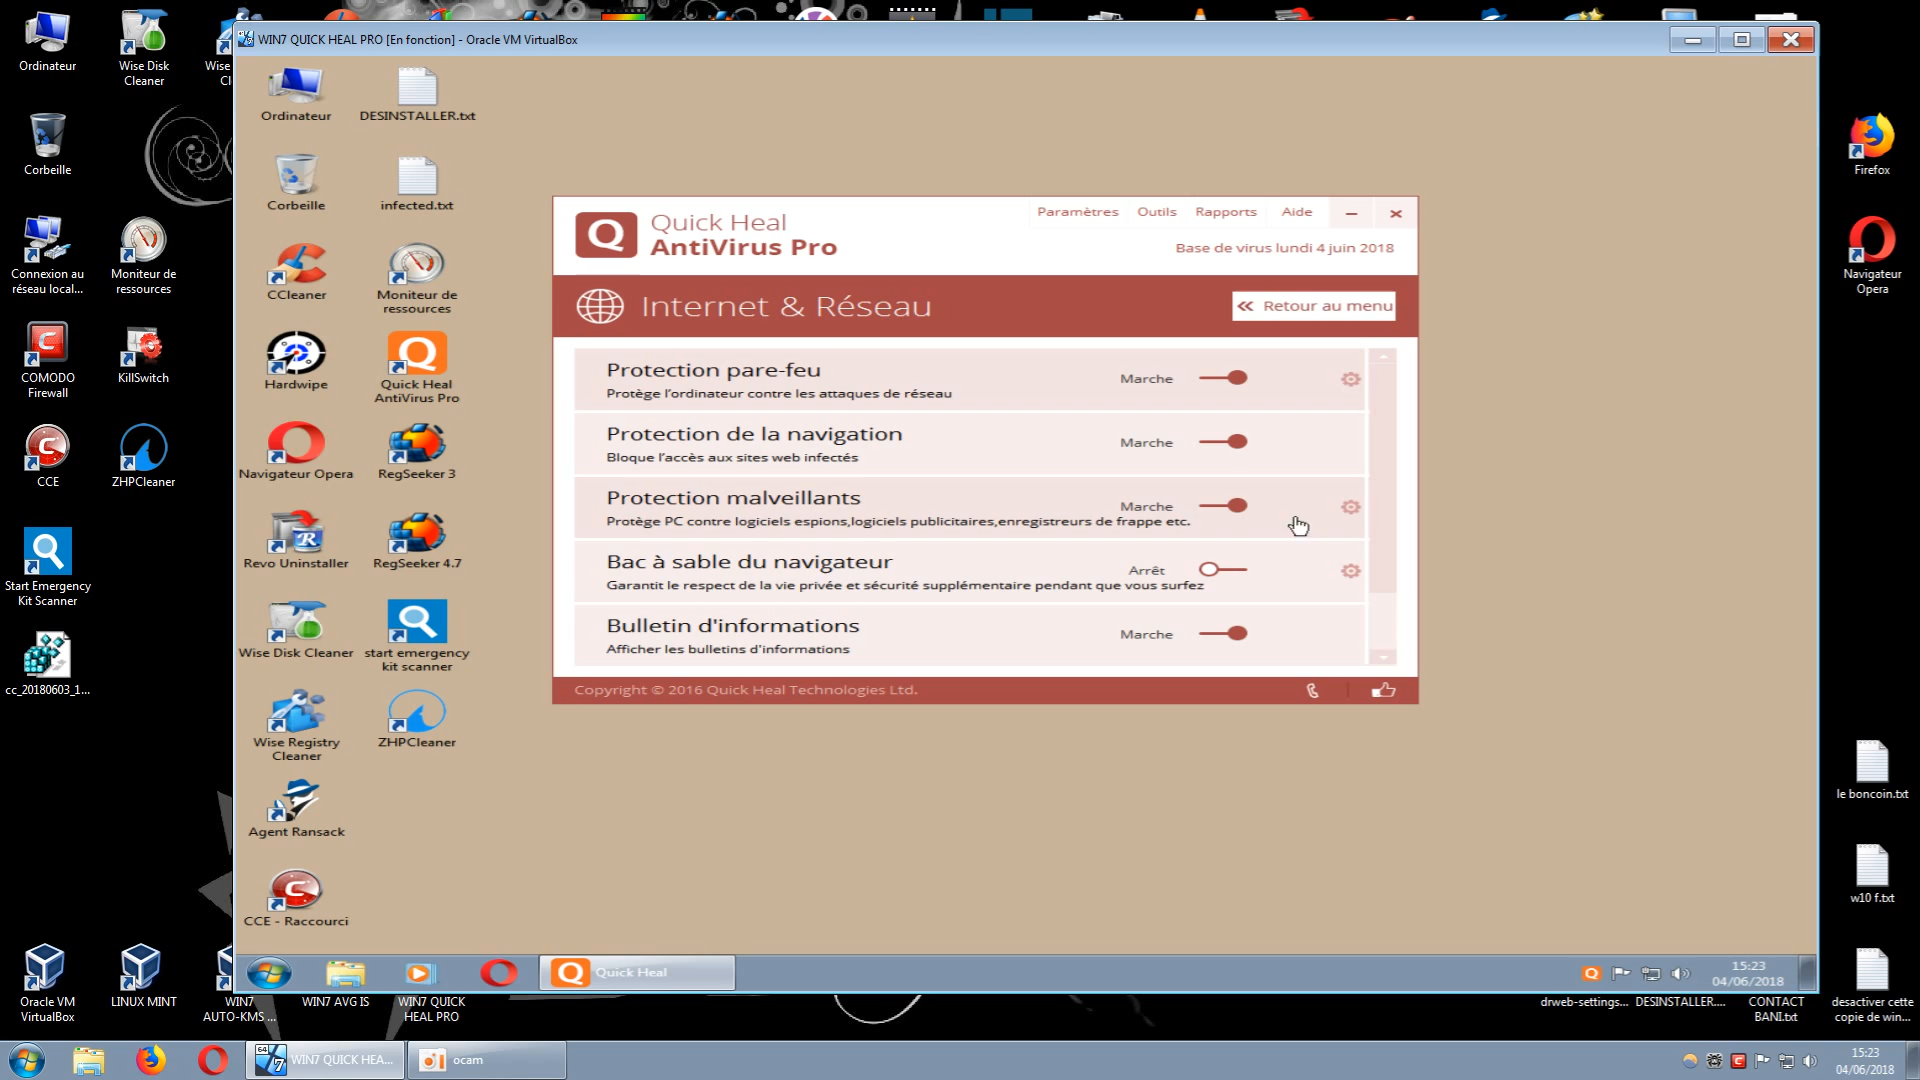 WIN7 QUICK HEAL PRO [En fonction] - Oracle VM VirtualBox
Ordinateur
Wise Disk
Cleaner
Wise
Corbeille
Connexion au
réseau local...
Moniteur de
ressources
COMODO
Firewall
KillSwitch
CCE
ZHPCleaner
Start Emergency
Kit Scanner
cc_20180603_1...
Oracle VM
VirtualBox
LINUX MINT
WIN7
AUTO-KMS ...
WIN7 AVG IS
WIN7 QUICK
HEAL PRO
Ordinateur
DESINSTALLER.txt
Corbeille
infected.txt
CCleaner
Moniteur de
ressources
Hardwipe
Quick Heal
AntiVirus Pro
Navigateur Opera
RegSeeker 3
Revo Uninstaller
RegSeeker 4.7
Wise Disk Cleaner
start emergency
kit scanner
Wise Registry
Cleaner
ZHPCleaner
Agent Ransack
CCE - Raccourci
Quick Heal
AntiVirus Pro
Paramètres Outils Rapports Aide
Base de virus lundi 4 juin 2018
Internet & Réseau
« Retour au menu
Protection pare-feu
Protège l'ordinateur contre les attaques de réseau
Marche
Protection de la navigation
Bloque l'accès aux sites web infectés
Marche
Protection malveillants
Protège PC contre logiciels espions,logiciels publicitaires,enregistreurs de frappe etc.
Marche
Bac à sable du navigateur
Garantit le respect de la vie privée et sécurité supplémentaire pendant que vous surfez
Arrêt
Bulletin d'informations
Afficher les bulletins d'informations
Marche
Copyright © 2016 Quick Heal Technologies Ltd.
Quick Heal
15:23
04/06/2018
Firefox
Navigateur
Opera
le boncoin.txt
w10 f.txt
drweb-settings...
DESINSTALLER....
CONTACT
BANI.txt
desactiver cette
copie de win...
WIN7 QUICK HEA...
ocam
15:23
04/06/2018